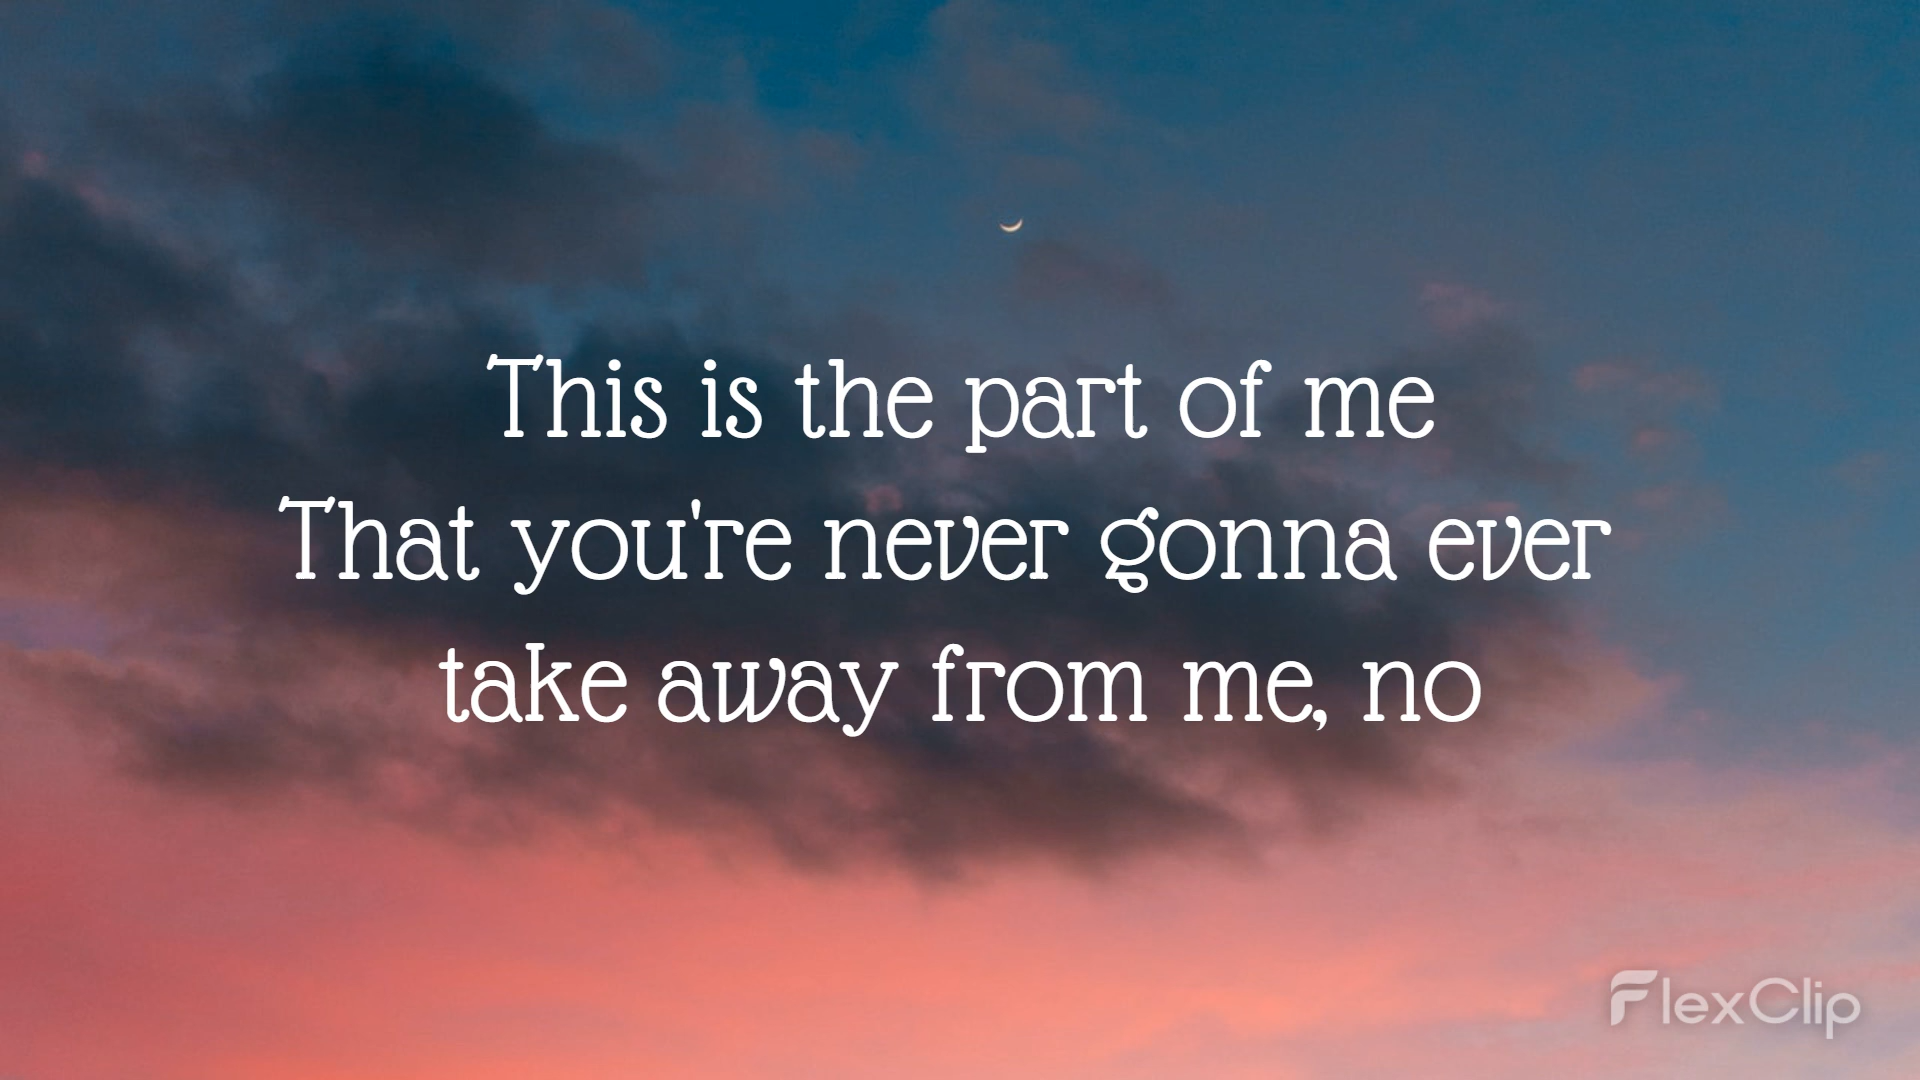 This is the part of me
That you're never gonna ever
take away from me, no
FlexClip